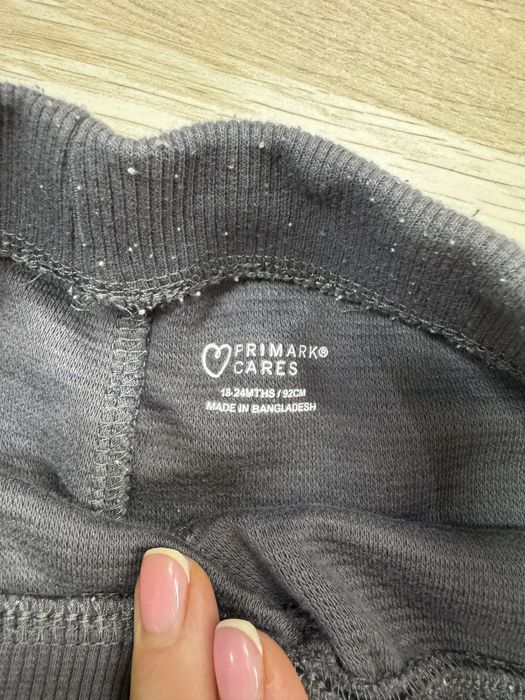 PRIMARK®
CARES
18-24MTHS / 92CM
MADE IN BANGLADESH